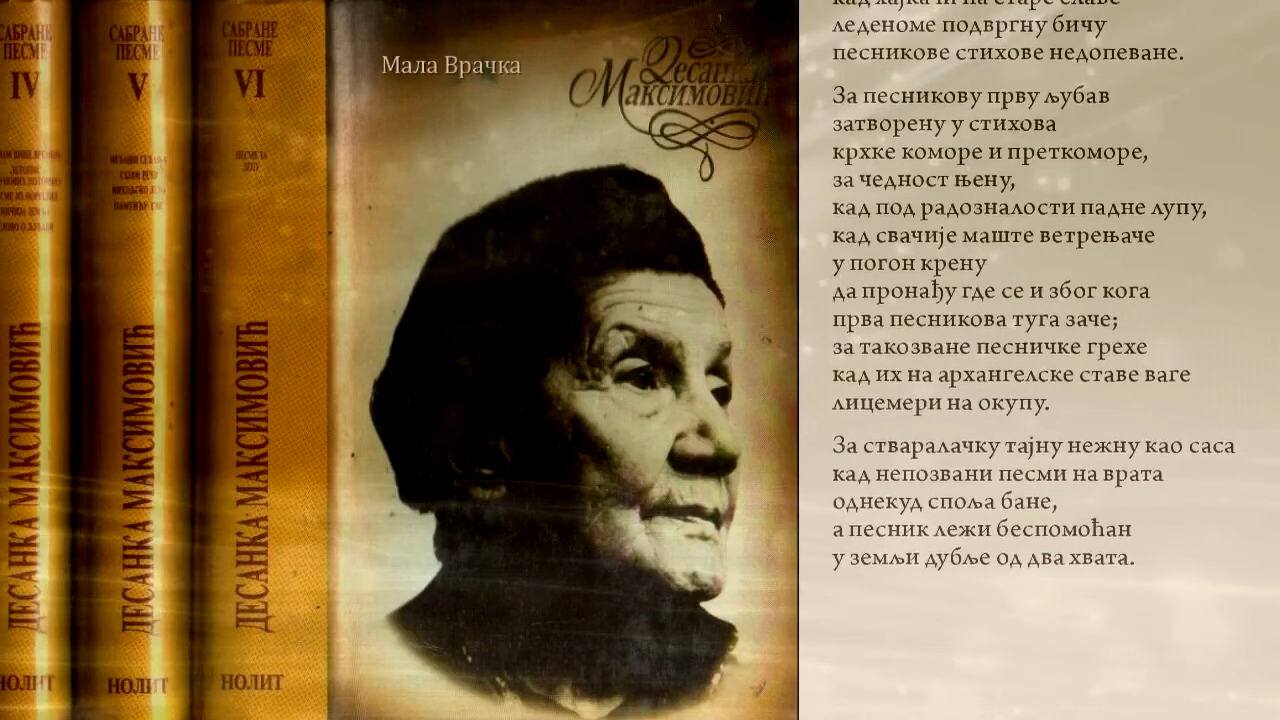 САБРАНЕ
ПЕСМЕ
IV
ДЕСАНКА МАКСИМОВИЋ
НОЛИТ
САБРАНЕ
ПЕСМЕ
V
ДЕСАНКА МАКСИМОВИЋ
НОЛИТ
САБРАНЕ
ПЕСМЕ
VI
ПЕСМЕ ЗА
ДЕЦУ
ДЕСАНКА МАКСИМОВИЋ
НОЛИТ
Мала Врачка
Десанка
Максимовић
леденоме подвргну бичу
песникове стихове недопеване.
За песникову прву љубав
затворену у стихова
крхке коморе и преткоморе,
за чедност њену,
кад под радозналости падне лупу,
кад свачије маште ветрењаче
у погон крену
да пронађу где се и због кога
прва песникова туга заче;
за такозване песничке грехе
кад их на архангелске ставе ваге
лицемери на окупу.
За стваралачку тајну нежну као саса
кад непозвани песми на врата
однекуд споља бане,
а песник лежи беспомоћан
у земљи дубље од два хвата.